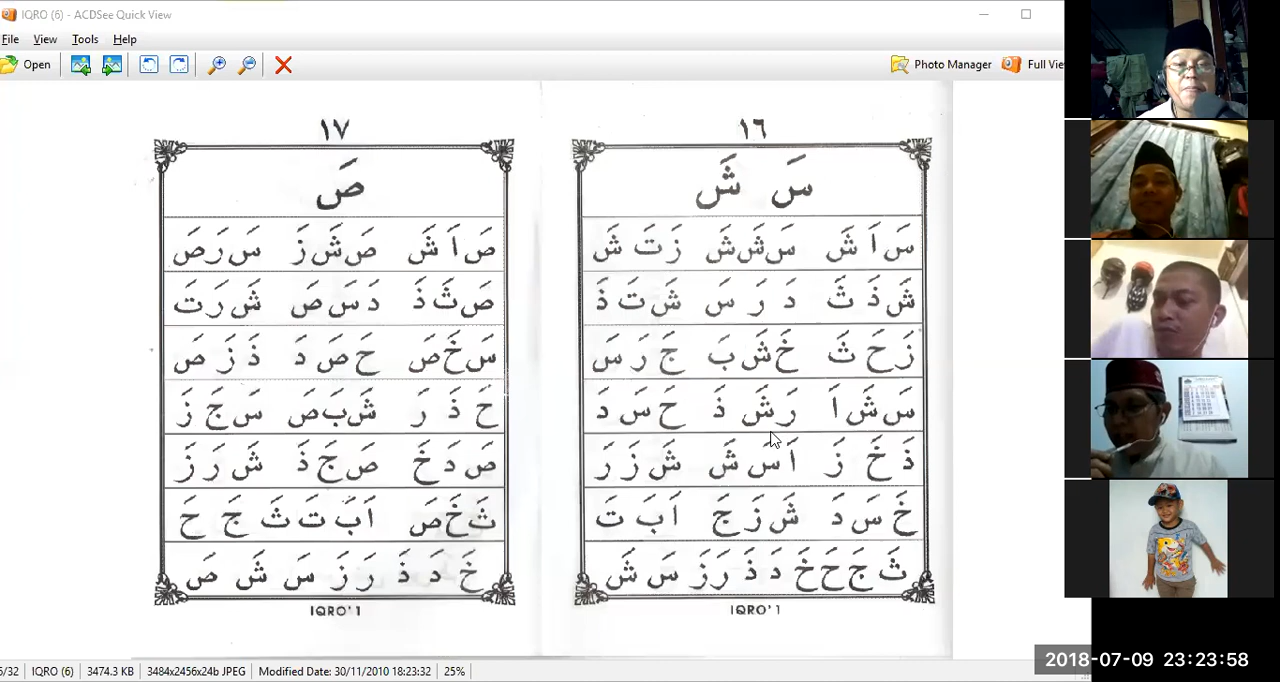 IQRO (6) - ACDSee Quick View
File View Tools Help
Open Photo Manager Full Vie
١٦
سَ شَ
سَ اَ شَ سَ شَ شَ زَ تَ شَ
شَ ذَ ثَ دَ رَ سَ شَ تَ ذَ
زَ حَ ثَ خَ شَ بَ جَ رَ سَ
سَ شَ اَ رَ شَ ذَ حَ سَ دَ
ذَ خَ زَ اَ سَ شَ شَ زَ رَ
خَ سَ دَ شَ زَ جَ اَ بَ تَ
ثَ جَ حَ خَ دَ ذَ رَ زَ سَ شَ
IQRO' 1
١٧
صَ
صَ اَ شَ صَ شَ زَ سَ رَ صَ
صَ ثَ ذَ دَ سَ صَ شَ رَ تَ
سَ خَ صَ حَ صَ دَ ذَ زَ صَ
حَ ذَ رَ شَ بَ صَ سَ جَ زَ
صَ دَ خَ صَ جَ ذَ شَ رَ زَ
ثَ خَ صَ اَ بَ تَ ثَ جَ حَ
خَ دَ ذَ رَ زَ سَ شَ صَ
IQRO' 1
/32 IQRO (6) 3474.3 KB 3484x2456x24b JPEG Modified Date: 30/11/2010 18:23:32 25%
2018-07-09 23:23:58